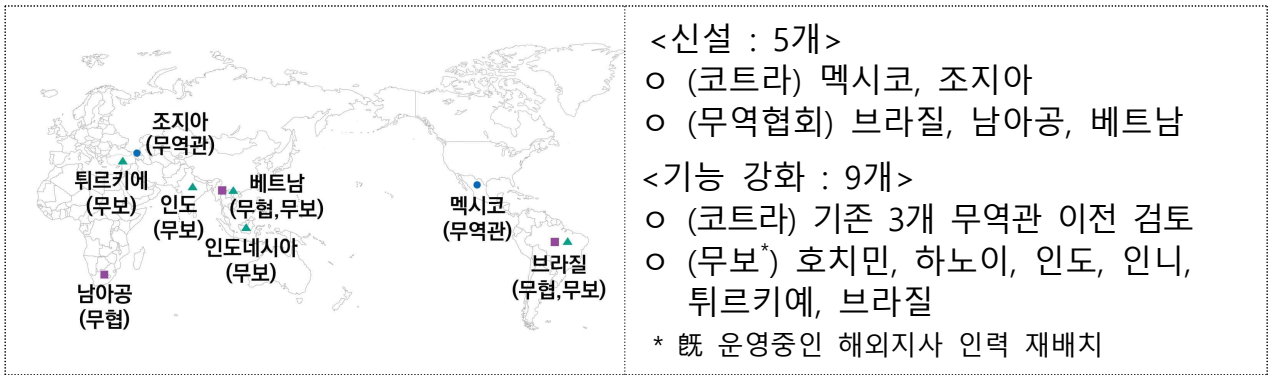 조지아
(무역관)
튀르키에
(무보)
인도
(무보)
베트남
(무협,무보)
인도네시아
(무보)
남아공
(무협)
멕시코
(무역관)
브라질
(무협,무보)
<신설 : 5개>
ㅇ (코트라) 멕시코, 조지아
ㅇ (무역협회) 브라질, 남아공, 베트남
<기능 강화 : 9개>
ㅇ (코트라) 기존 3개 무역관 이전 검토
ㅇ (무보*) 호치민, 하노이, 인도, 인니,
튀르키예, 브라질
* 旣 운영중인 해외지사 인력 재배치